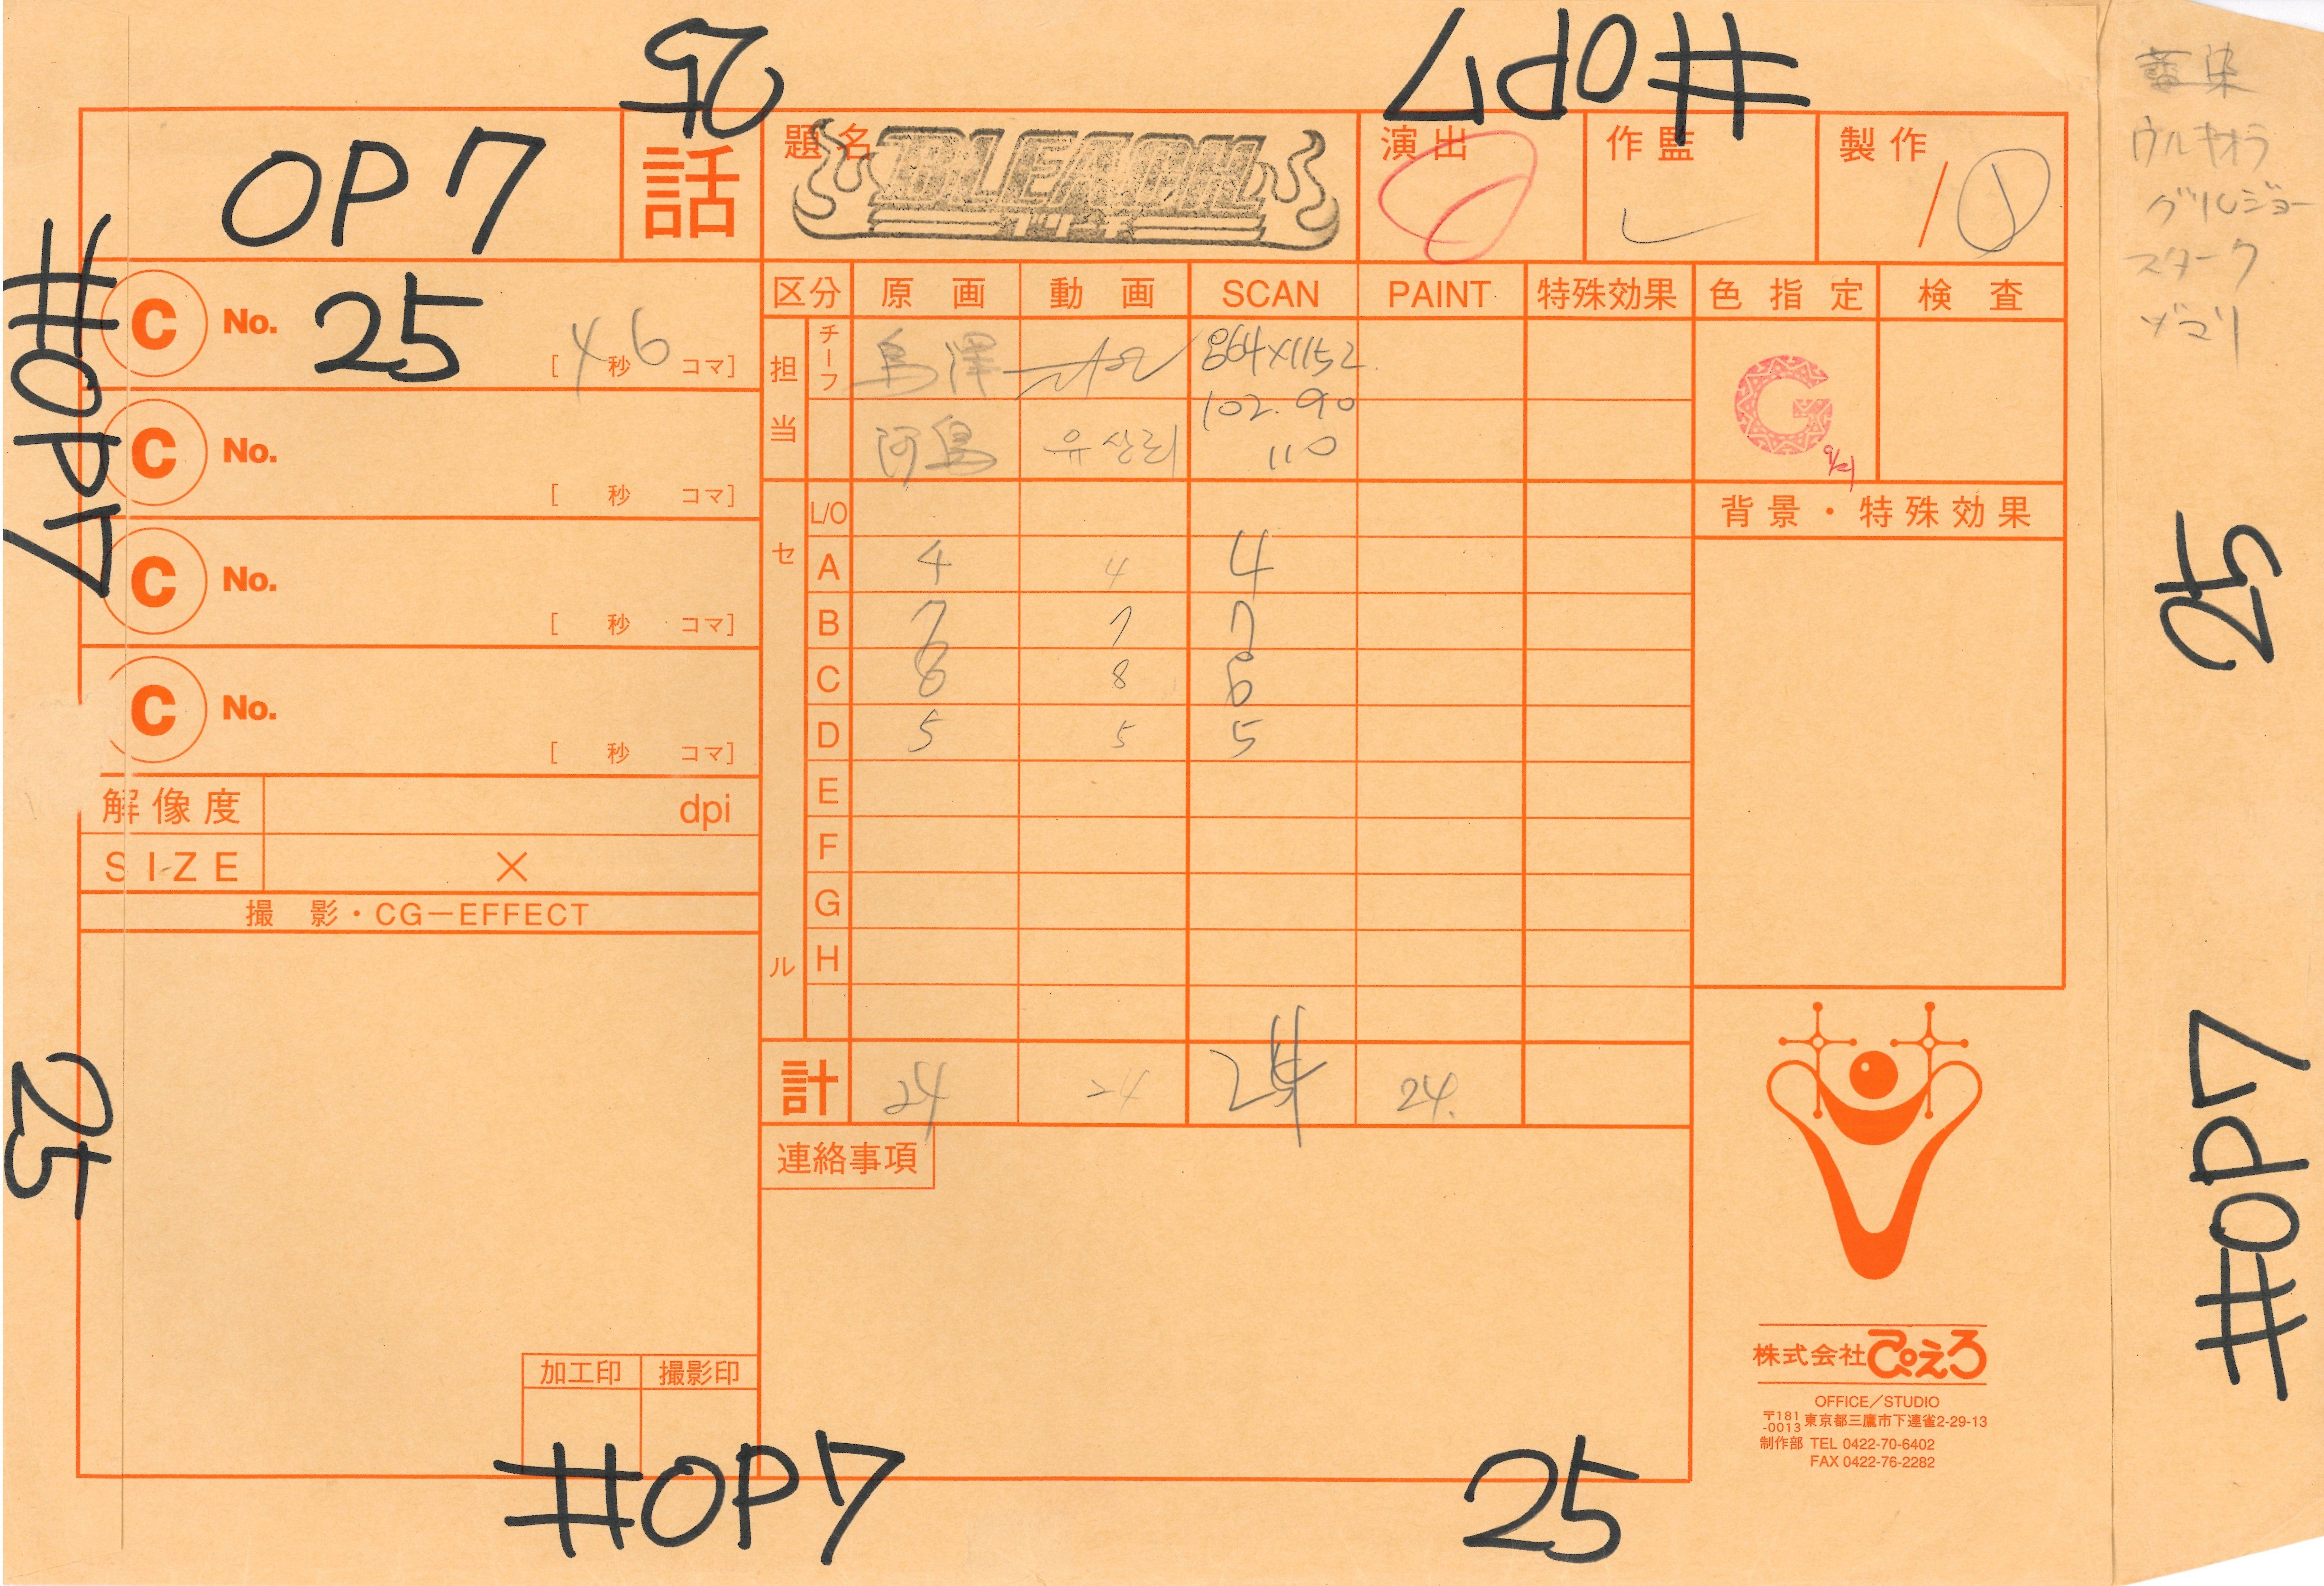 25
#OP7
OP7
話
題名
BLEACH
ブリーチ
演出
作監
製作
C No. 25
[4秒6コマ]
C No.
[ 秒 コマ]
C No.
[ 秒 コマ]
C No.
[ 秒 コマ]
解像度 dpi
SIZE ×
撮 影・CG－EFFECT
加工印 撮影印
区分 原画 動画 SCAN PAINT 特殊効果 色指定 検査
担当
チーフ 鳥澤 864×1152
102.90
阿島 유상리 110
G
9/21
背景・特殊効果
セル
L/O
A 4 4 4
B 7 7 7
C 8 8 8
D 5 5 5
E
F
G
H
計 24 24 24 24.
連絡事項
株式会社ぴえろ
OFFICE／STUDIO
〒181-0013 東京都三鷹市下連雀2-29-13
制作部 TEL 0422-70-6402
FAX 0422-76-2282
藍染
ウルキオラ
グリムジョー
スターク
ゾマリ
#OP7
25
25
#OP7
#OP7
25